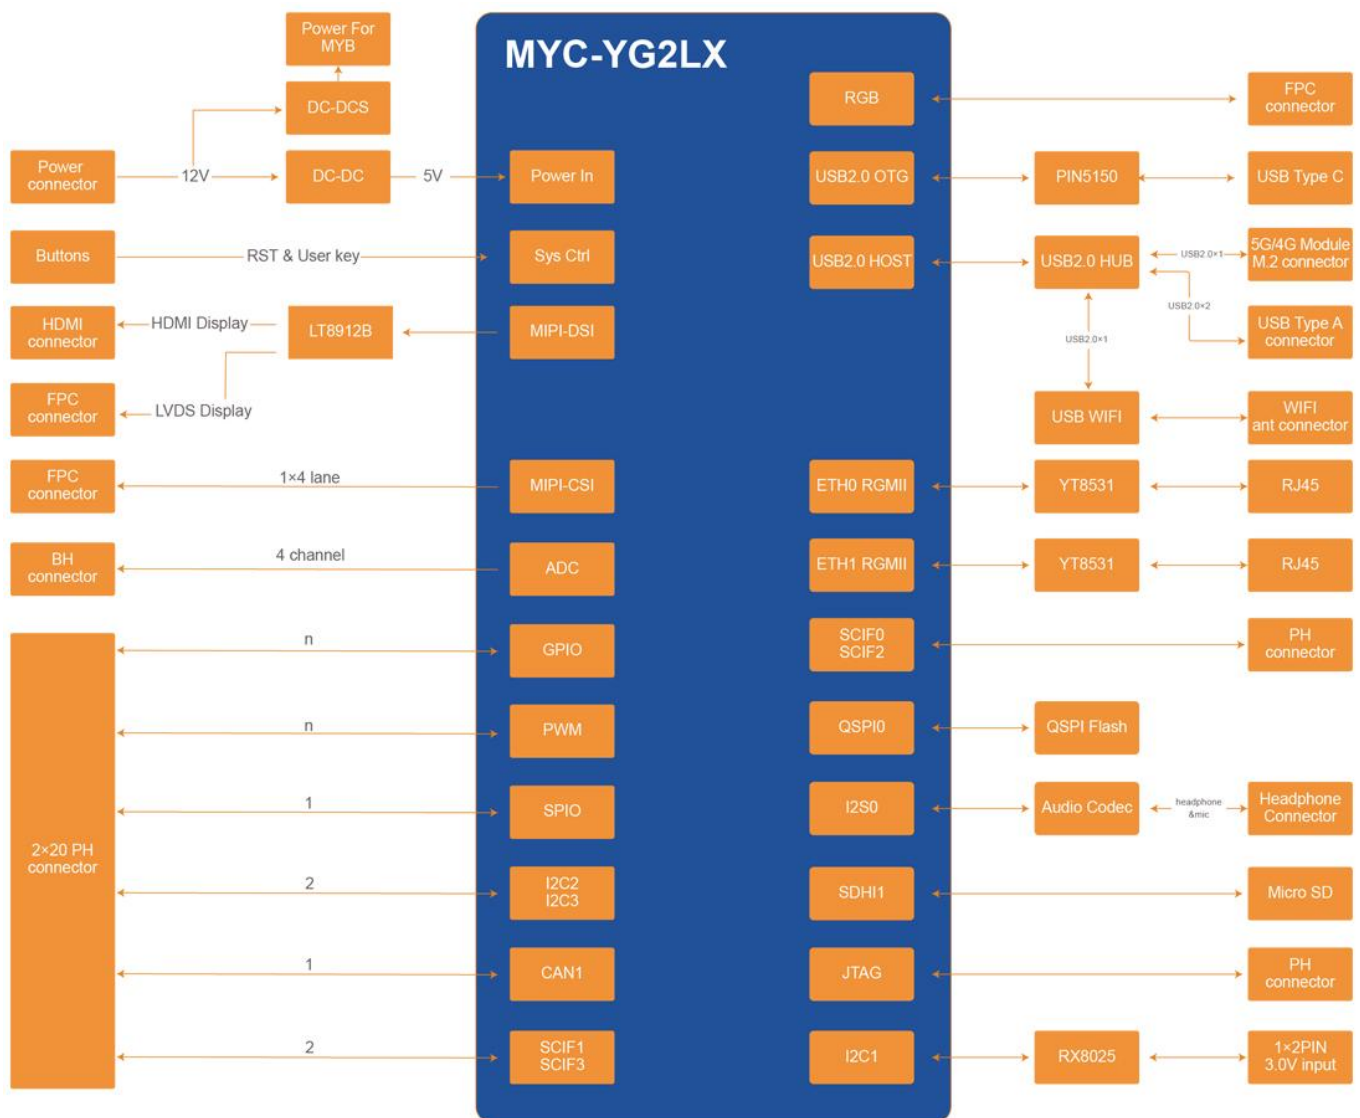 Power For
MYB
MYC-YG2LX
DC-DCS
RGB
FPC
connector
Power
connector
12V
DC-DC
5V
Power In
USB2.0 OTG
PIN5150
USB Type C
Buttons
RST & User key
Sys Ctrl
USB2.0 HOST
USB2.0 HUB
USB2.0×1
5G/4G Module
M.2 connector
USB2.0×2
HDMI
connector
HDMI Display
LT8912B
MIPI-DSI
USB2.0×1
USB Type A
connector
FPC
connector
LVDS Display
USB WIFI
WIFI
ant connector
FPC
connector
1×4 lane
MIPI-CSI
ETH0 RGMII
YT8531
RJ45
BH
connector
4 channel
ADC
ETH1 RGMII
YT8531
RJ45
n
GPIO
SCIF0
SCIF2
PH
connector
n
PWM
QSPI0
QSPI Flash
1
SPIO
I2S0
Audio Codec
headphone
&mic
Headphone
Connector
2×20 PH
connector
2
I2C2
I2C3
SDHI1
Micro SD
1
CAN1
JTAG
PH
connector
2
SCIF1
SCIF3
I2C1
RX8025
1×2PIN
3.0V input